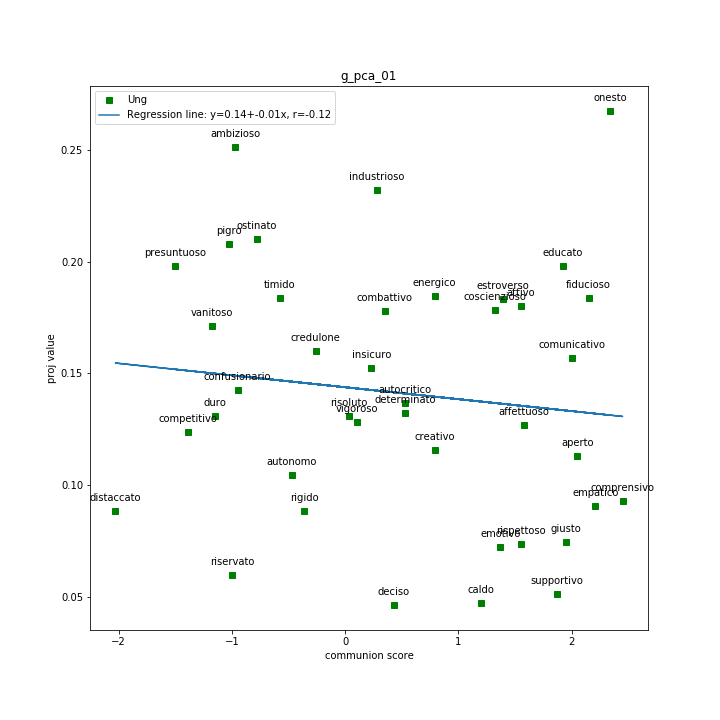 g_pca_01
Ung
Regression line: y=0.14+-0.01x, r=-0.12
onesto
ambizioso
industrioso
ostinato
pigro
presuntuoso
educato
timido
energico
estroverso
fiducioso
attivo
coscienzioso
combattivo
vanitoso
credulone
comunicativo
insicuro
confusionario
autocritico
determinato
duro
risoluto
vigoroso
affettuoso
competitivo
creativo
aperto
autonomo
distaccato
rigido
comprensivo
empatico
emotivo
rispettoso
giusto
riservato
supportivo
deciso
caldo
0.25
0.20
0.15
0.10
0.05
proj value
−2
−1
0
1
2
communion score